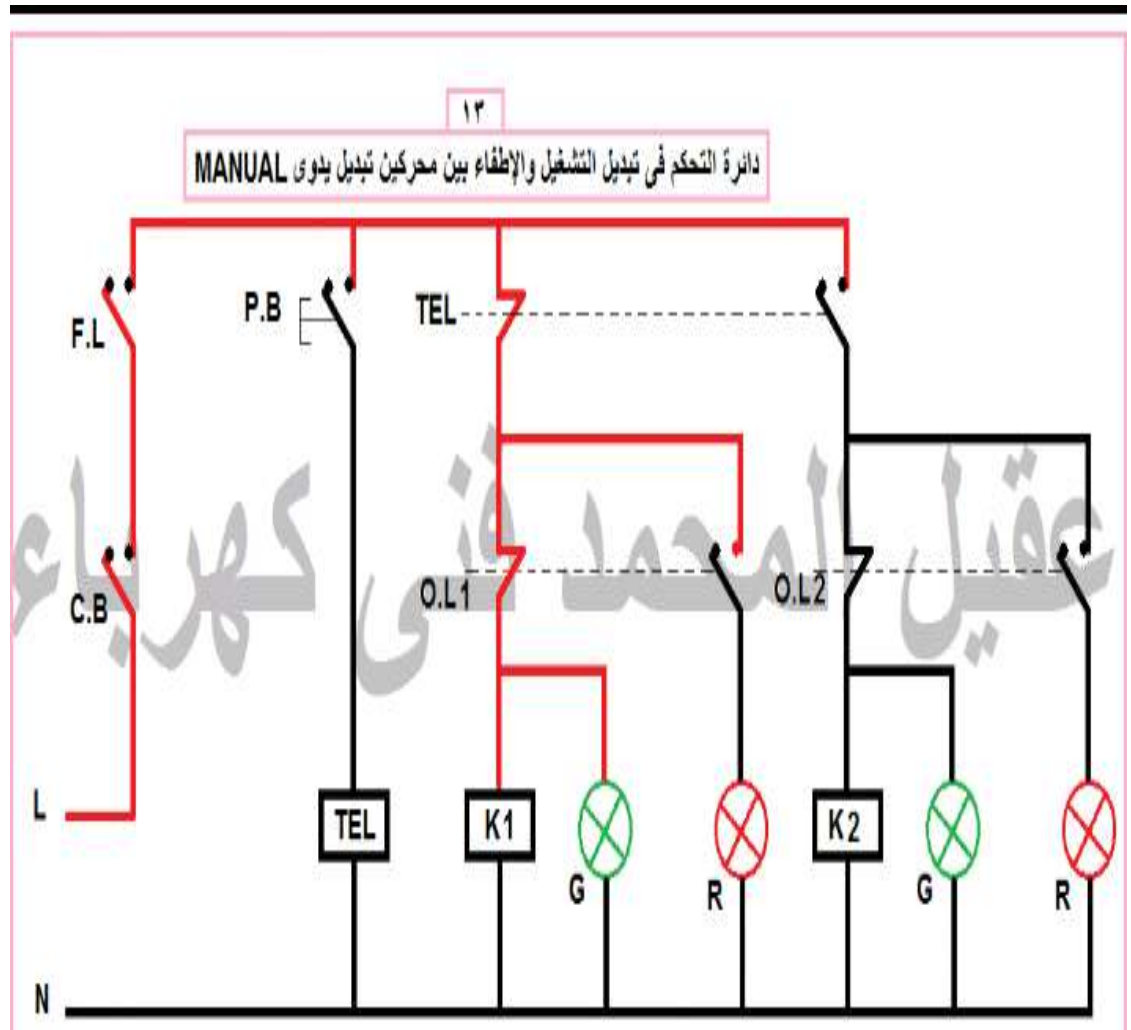 ١٣
دائرة التحكم فى تبديل التشغيل والإطفاء بين محركين تبديل يدوى MANUAL
F.L
P.B
TEL
عقيل المحمد فنى كهرباء
C.B
O.L1
O.L2
L
TEL
K1
G
R
K2
G
R
N